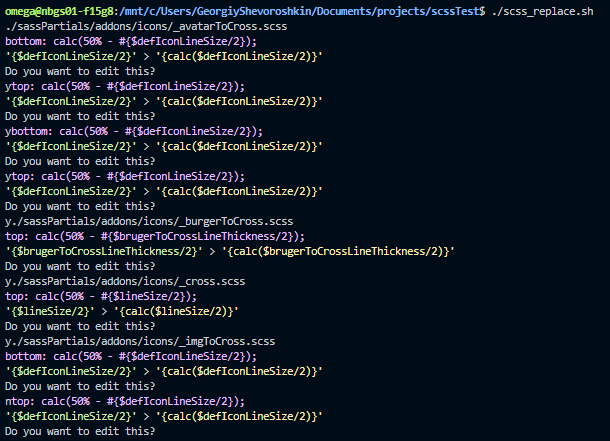 omega@nbgs01-f15g8:/mnt/c/Users/GeorgiyShevoroshkin/Documents/projects/scssTest$ ./scss_replace.sh
./sassPartials/addons/icons/_avatarToCross.scss
bottom: calc(50% - #{$defIconLineSize/2});
'{$defIconLineSize/2}' > '{calc($defIconLineSize/2)}'
Do you want to edit this?
ytop: calc(50% - #{$defIconLineSize/2});
'{$defIconLineSize/2}' > '{calc($defIconLineSize/2)}'
Do you want to edit this?
ybottom: calc(50% - #{$defIconLineSize/2});
'{$defIconLineSize/2}' > '{calc($defIconLineSize/2)}'
Do you want to edit this?
ytop: calc(50% - #{$defIconLineSize/2});
'{$defIconLineSize/2}' > '{calc($defIconLineSize/2)}'
Do you want to edit this?
y./sassPartials/addons/icons/_burgerToCross.scss
top: calc(50% - #{$brugerToCrossLineThickness/2});
'{$brugerToCrossLineThickness/2}' > '{calc($brugerToCrossLineThickness/2)}'
Do you want to edit this?
y./sassPartials/addons/icons/_cross.scss
top: calc(50% - #{$lineSize/2});
'{$lineSize/2}' > '{calc($lineSize/2)}'
Do you want to edit this?
y./sassPartials/addons/icons/_imgToCross.scss
bottom: calc(50% - #{$defIconLineSize/2});
'{$defIconLineSize/2}' > '{calc($defIconLineSize/2)}'
Do you want to edit this?
ntop: calc(50% - #{$defIconLineSize/2});
'{$defIconLineSize/2}' > '{calc($defIconLineSize/2)}'
Do you want to edit this?